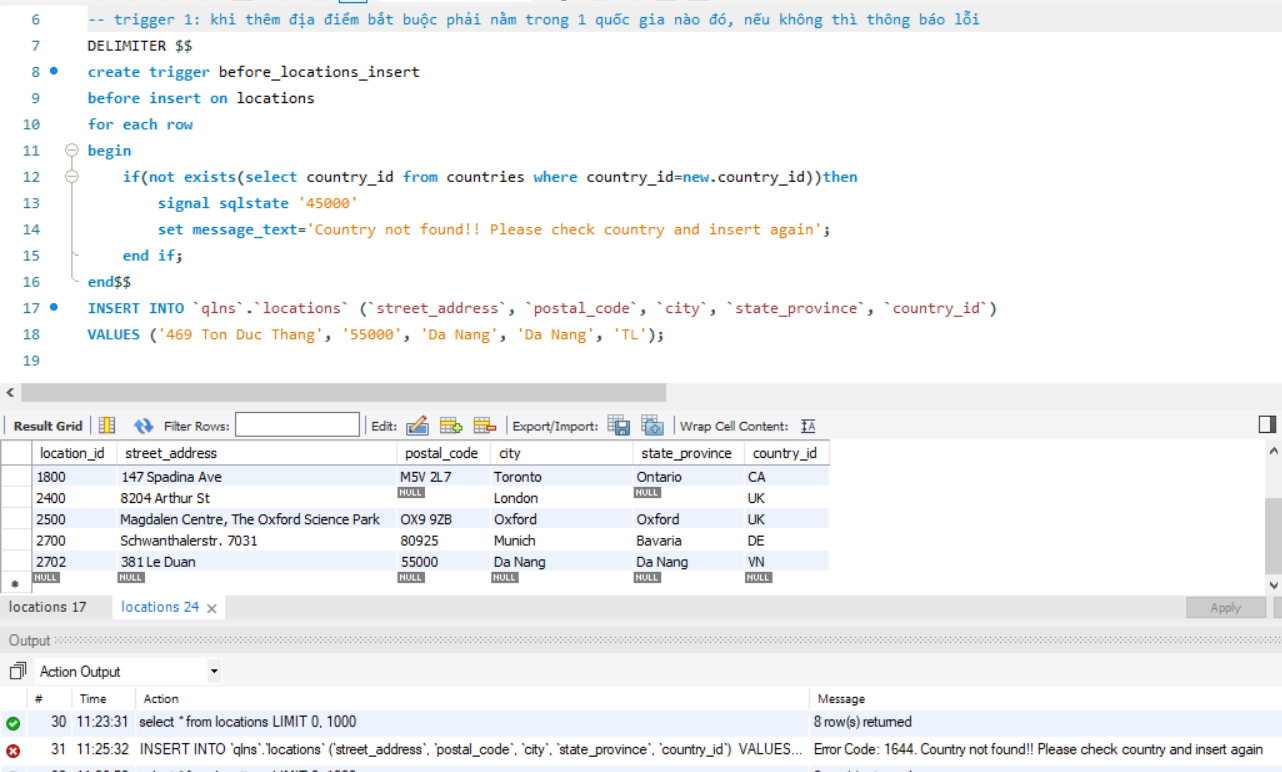 6 -- trigger 1: khi thêm địa điểm bắt buộc phải nằm trong 1 quốc gia nào đó, nếu không thì thông báo lỗi
7 DELIMITER $$
8 create trigger before_locations_insert
9 before insert on locations
10 for each row
11 begin
12 if(not exists(select country_id from countries where country_id=new.country_id))then
13 signal sqlstate '45000'
14 set message_text='Country not found!! Please check country and insert again';
15 end if;
16 end$$
17 INSERT INTO `qlns`.`locations` (`street_address`, `postal_code`, `city`, `state_province`, `country_id`)
18 VALUES ('469 Ton Duc Thang', '55000', 'Da Nang', 'Da Nang', 'TL');
19
Result Grid Filter Rows: Edit: Export/Import: Wrap Cell Content:
location_id street_address postal_code city state_province country_id
1800 147 Spadina Ave M5V 2L7 Toronto Ontario CA
2400 8204 Arthur St NULL London NULL UK
2500 Magdalen Centre, The Oxford Science Park OX9 9ZB Oxford Oxford UK
2700 Schwanthalerstr. 7031 80925 Munich Bavaria DE
2702 381 Le Duan 55000 Da Nang Da Nang VN
NULL NULL NULL NULL NULL NULL
locations 17 locations 24 Apply
Output
Action Output
# Time Action Message
30 11:23:31 select * from locations LIMIT 0, 1000 8 row(s) returned
31 11:25:32 INSERT INTO `qlns`.`locations` (`street_address`, `postal_code`, `city`, `state_province`, `country_id`) VALUES... Error Code: 1644. Country not found!! Please check country and insert again